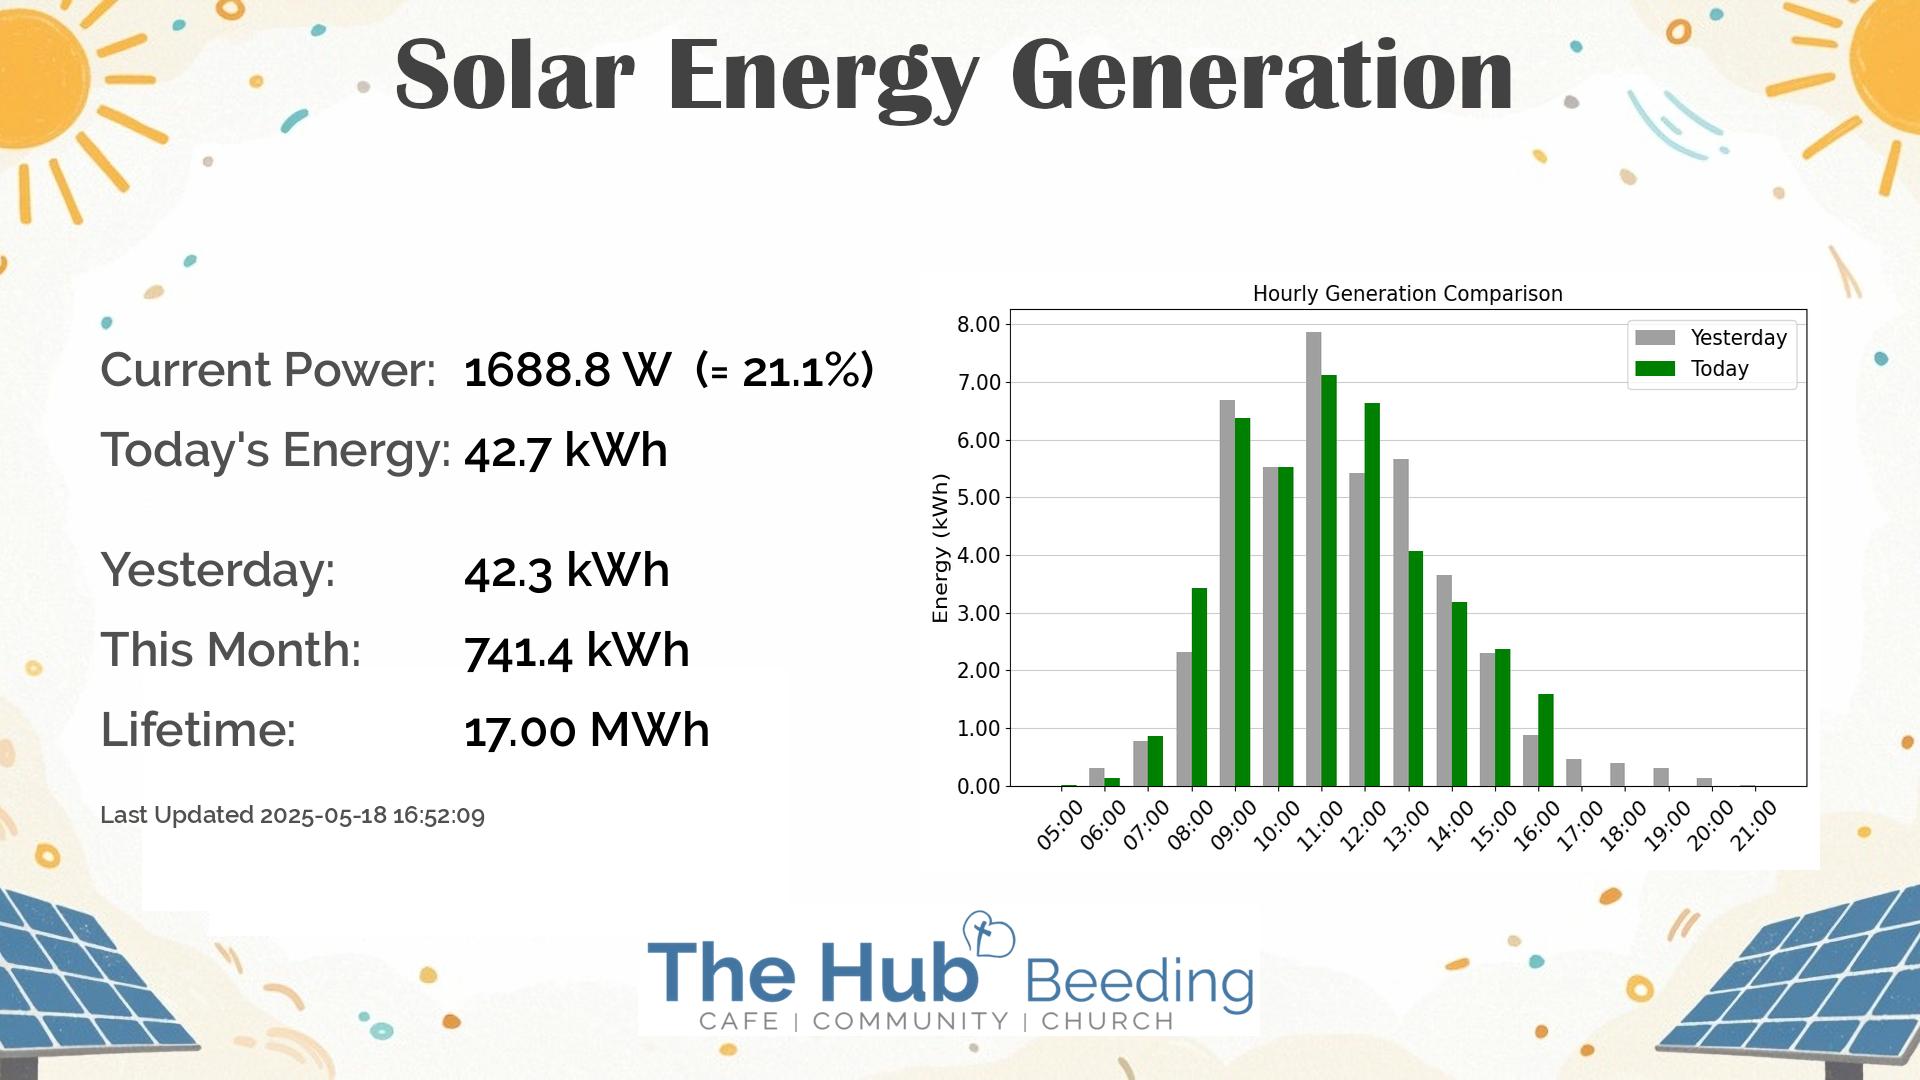 Solar Energy Generation
Current Power: 1688.8 W (= 21.1%)
Today's Energy: 42.7 kWh
Yesterday: 42.3 kWh
This Month: 741.4 kWh
Lifetime: 17.00 MWh
Last Updated 2025-05-18 16:52:09
Hourly Generation Comparison
Yesterday
Today
Energy (kWh)
8.00
7.00
6.00
5.00
4.00
3.00
2.00
1.00
0.00
05:00 06:00 07:00 08:00 09:00 10:00 11:00 12:00 13:00 14:00 15:00 16:00 17:00 18:00 19:00 20:00 21:00
The Hub Beeding
CAFE | COMMUNITY | CHURCH